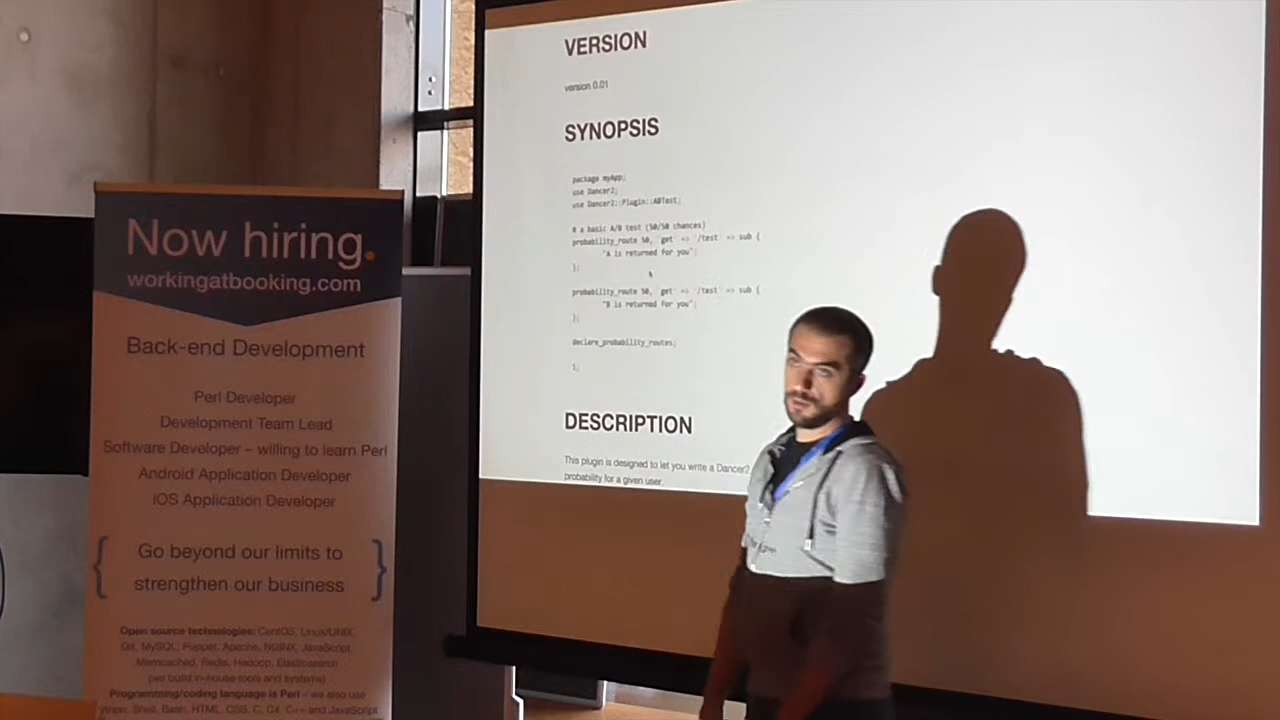 Now hiring.
workingatbooking.com
Back-end Development
Perl Developer
Development Team Lead
Software Developer – willing to learn Perl
Android Application Developer
iOS Application Developer
{ Go beyond our limits to }
strengthen our business
Open source technologies: CentOS, Linux/UNIX,
Git, MySQL, Puppet, Apache, NGINX, JavaScript,
Memcached, Redis, Hadoop, Elasticsearch
(we build in-house tools and systems)
Programming/coding language is Perl – we also use
ython, Shell, Bash, HTML, CSS, C, C#, C++ and JavaScript
VERSION
version 0.01
SYNOPSIS
package myApp;
use Dancer2;
use Dancer2::Plugin::ABTest;
# a basic A/B test (50/50 chances)
probability_route 50, 'get' => '/test' => sub {
"A is returned for you";
};
probability_route 50, 'get' => '/test' => sub {
"B is returned for you";
};
declare_probability_routes;
1;
DESCRIPTION
This plugin is designed to let you write a Dancer2
probability for a given user.